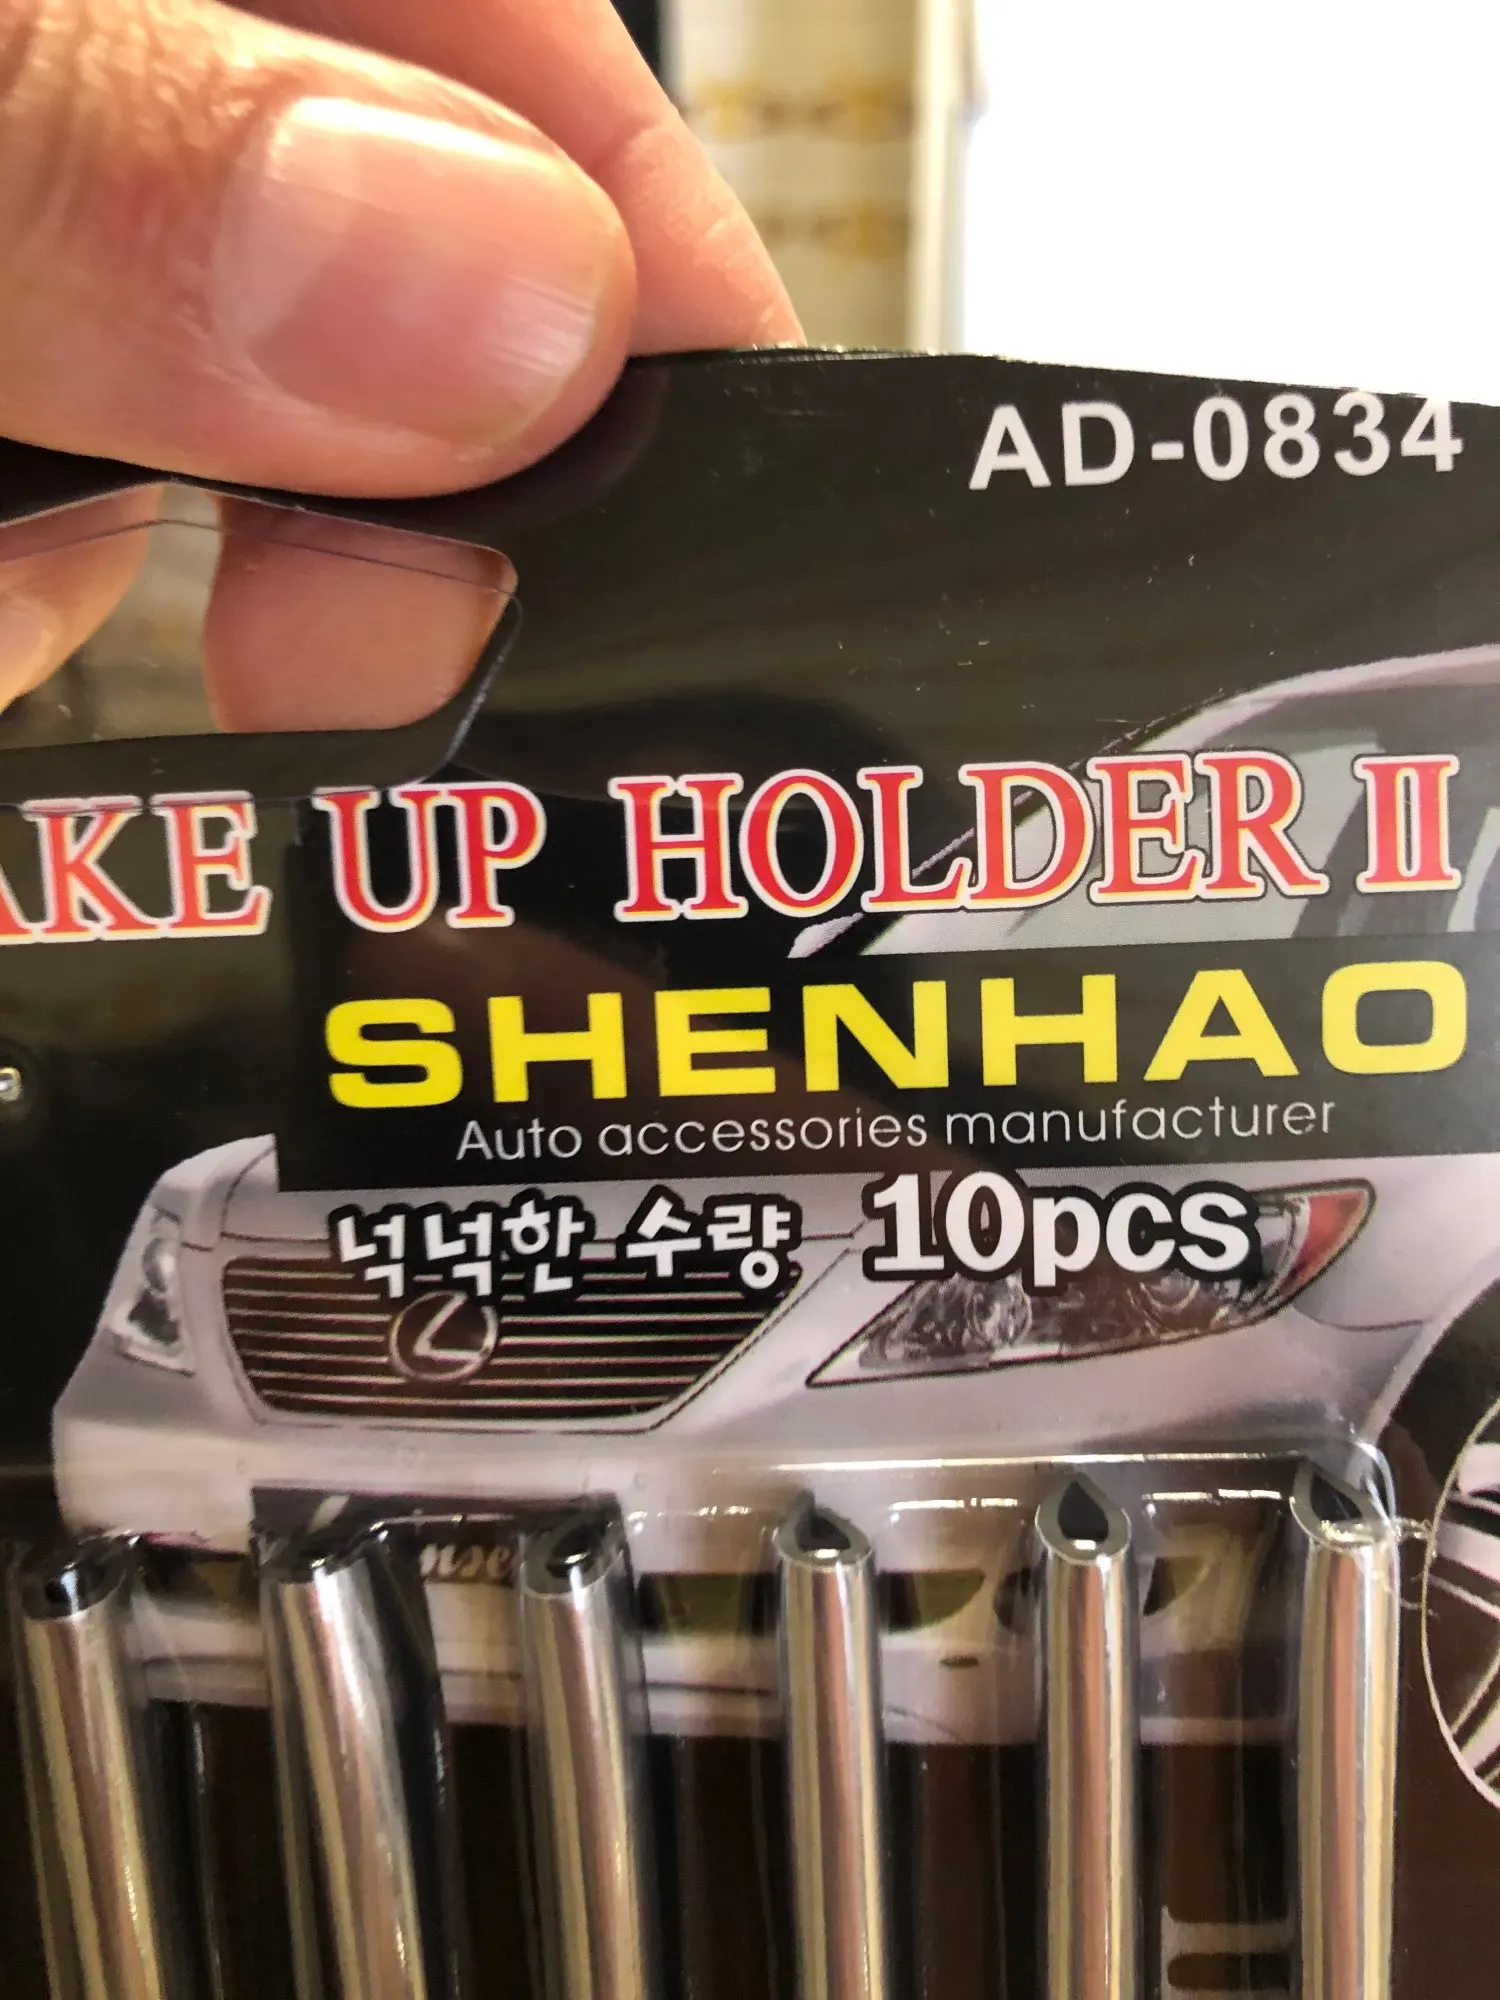 AD-0834
AKE UP HOLDER II
SHENHAO
Auto accessories manufacturer
넉넉한 수량 10pcs